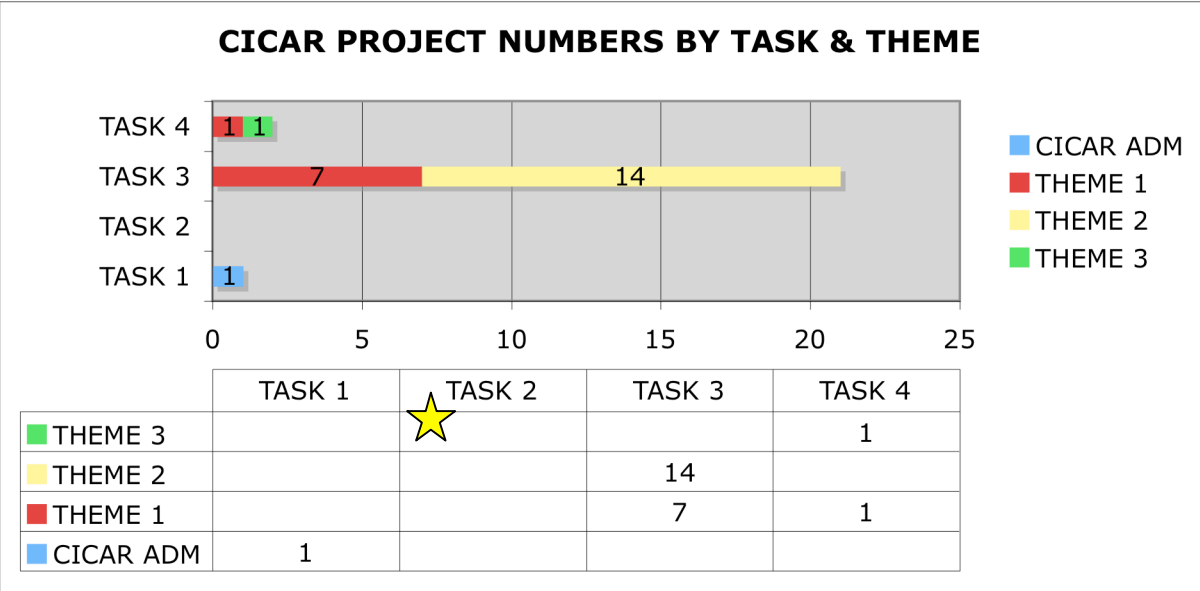 CICAR PROJECT NUMBERS BY TASK & THEME
TASK 4 1 1
TASK 3 7 14
TASK 2
TASK 1 1
0 5 10 15 20 25
CICAR ADM
THEME 1
THEME 2
THEME 3
TASK 1 TASK 2 TASK 3 TASK 4
THEME 3 1
THEME 2 14
THEME 1 7 1
CICAR ADM 1